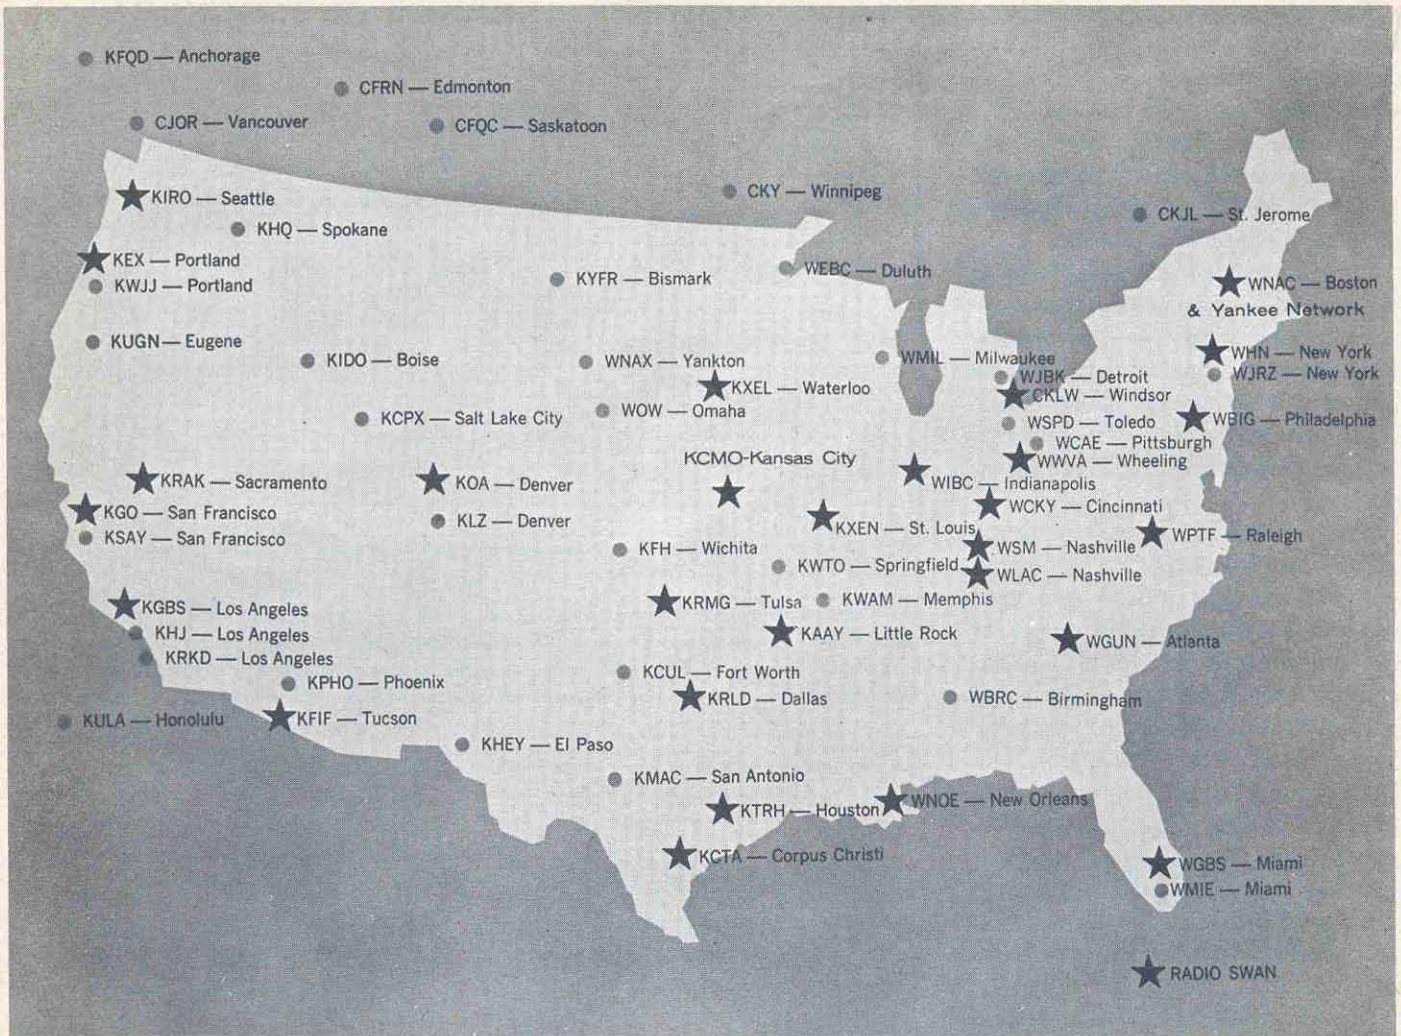 KFQD — Anchorage
CFRN — Edmonton
CJOR — Vancouver
CFQC — Saskatoon
KIRO — Seattle
CKY — Winnipeg
CKJL — St. Jerome
KHQ — Spokane
KEX — Portland
KWJJ — Portland
KYFR — Bismark
WEBC — Duluth
WNAC — Boston
& Yankee Network
KUGN — Eugene
KIDO — Boise
WNAX — Yankton
WMIL — Milwaukee
WHN — New York
WJRZ — New York
WJBK — Detroit
KXEL — Waterloo
CKLW — Windsor
KCPX — Salt Lake City
WOW — Omaha
WSPD — Toledo
WBIG — Philadelphia
WCAE — Pittsburgh
KCMO-Kansas City
WWVA — Wheeling
KRAK — Sacramento
KOA — Denver
WIBC — Indianapolis
KGO — San Francisco
KLZ — Denver
WCKY — Cincinnati
KSAY — San Francisco
KXEN — St. Louis
WPTF — Raleigh
KFH — Wichita
WSM — Nashville
KWTO — Springfield
WLAC — Nashville
KGBS — Los Angeles
KRMG — Tulsa
KWAM — Memphis
KHJ — Los Angeles
KAAY — Little Rock
WGUN — Atlanta
KRKD — Los Angeles
KPHO — Phoenix
KCUL — Fort Worth
KRLD — Dallas
WBRC — Birmingham
KULA — Honolulu
KFIF — Tucson
KHEY — El Paso
KMAC — San Antonio
KTRH — Houston
WNOE — New Orleans
KCTA — Corpus Christi
WGBS — Miami
WMIE — Miami
RADIO SWAN